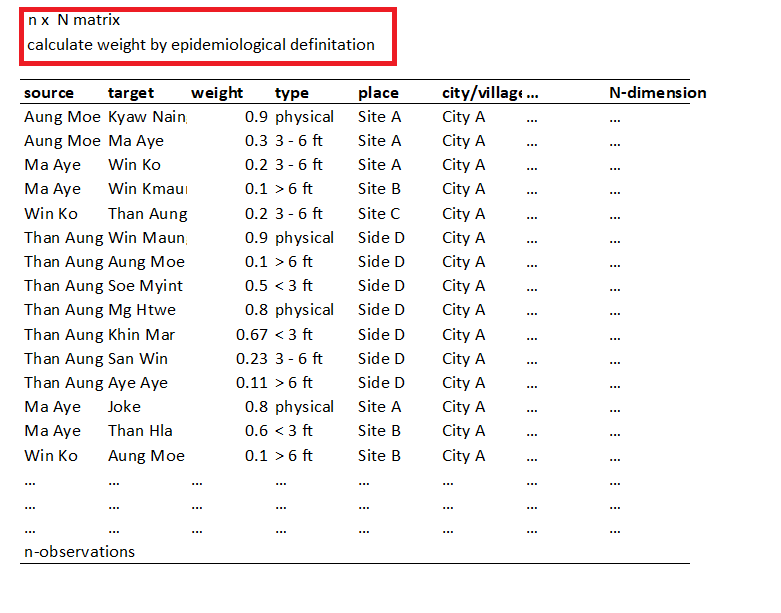 n x N matrix
calculate weight by epidemiological definitation
source target weight type place city/village ... N-dimension
Aung Moe Kyaw Nain 0.9 physical Site A City A ... ...
Aung Moe Ma Aye 0.3 3 - 6 ft Site A City A ... ...
Ma Aye Win Ko 0.2 3 - 6 ft Site A City A ... ...
Ma Aye Win Kmau 0.1 > 6 ft Site B City A ... ...
Win Ko Than Aung 0.2 3 - 6 ft Site C City A ... ...
Than Aung Win Maun 0.9 physical Side D City A ... ...
Than Aung Aung Moe 0.1 > 6 ft Side D City A ... ...
Than Aung Soe Myint 0.5 < 3 ft Side D City A ... ...
Than Aung Mg Htwe 0.8 physical Side D City A ... ...
Than Aung Khin Mar 0.67 < 3 ft Side D City A ... ...
Than Aung San Win 0.23 3 - 6 ft Side D City A ... ...
Than Aung Aye Aye 0.11 > 6 ft Side D City A ... ...
Ma Aye Joke 0.8 physical Site A City A ... ...
Ma Aye Than Hla 0.6 < 3 ft Site B City A ... ...
Win Ko Aung Moe 0.1 > 6 ft Site B City A ... ...
... ... ... ... ... ... ... ...
... ... ... ... ... ... ... ...
... ... ... ... ... ... ... ...
n-observations